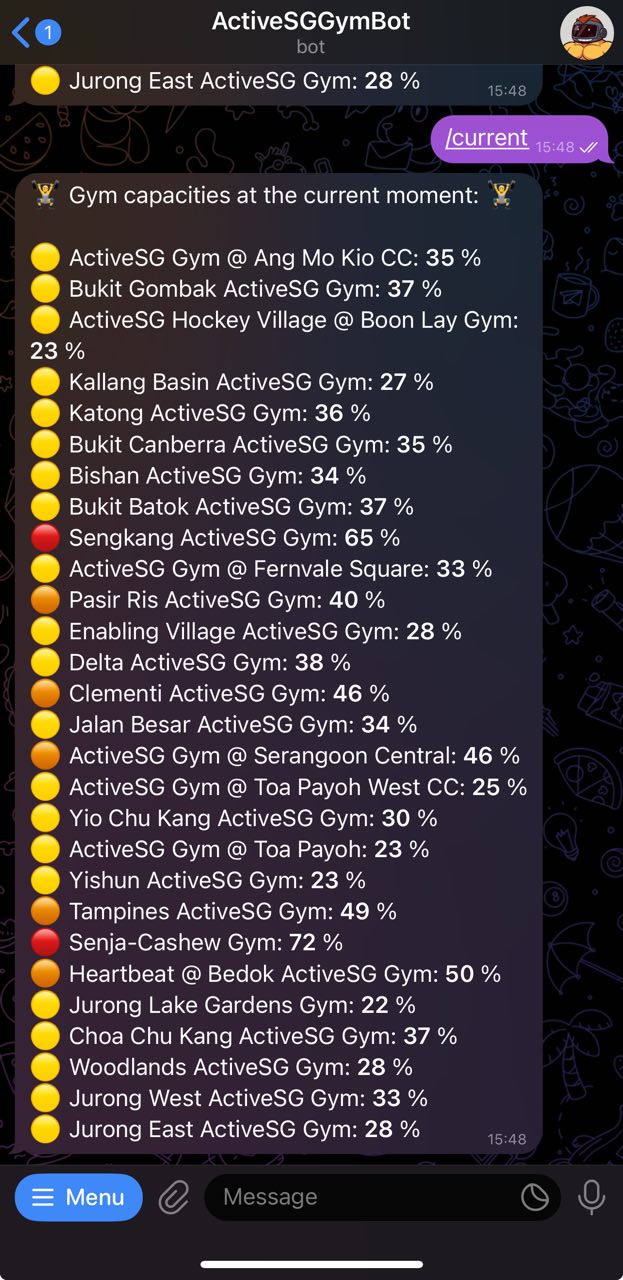 1
ActiveSGGymBot
bot
🟡 Jurong East ActiveSG Gym: 28 %
15:48
/current
15:48
🏋️ Gym capacities at the current moment: 🏋️
🟡 ActiveSG Gym @ Ang Mo Kio CC: 35 %
🟡 Bukit Gombak ActiveSG Gym: 37 %
🟡 ActiveSG Hockey Village @ Boon Lay Gym:
23 %
🟡 Kallang Basin ActiveSG Gym: 27 %
🟡 Katong ActiveSG Gym: 36 %
🟡 Bukit Canberra ActiveSG Gym: 35 %
🟡 Bishan ActiveSG Gym: 34 %
🟡 Bukit Batok ActiveSG Gym: 37 %
🔴 Sengkang ActiveSG Gym: 65 %
🟡 ActiveSG Gym @ Fernvale Square: 33 %
🟠 Pasir Ris ActiveSG Gym: 40 %
🟡 Enabling Village ActiveSG Gym: 28 %
🟡 Delta ActiveSG Gym: 38 %
🟠 Clementi ActiveSG Gym: 46 %
🟡 Jalan Besar ActiveSG Gym: 34 %
🟠 ActiveSG Gym @ Serangoon Central: 46 %
🟡 ActiveSG Gym @ Toa Payoh West CC: 25 %
🟡 Yio Chu Kang ActiveSG Gym: 30 %
🟡 ActiveSG Gym @ Toa Payoh: 23 %
🟡 Yishun ActiveSG Gym: 23 %
🟠 Tampines ActiveSG Gym: 49 %
🔴 Senja-Cashew Gym: 72 %
🟠 Heartbeat @ Bedok ActiveSG Gym: 50 %
🟡 Jurong Lake Gardens Gym: 22 %
🟡 Choa Chu Kang ActiveSG Gym: 37 %
🟡 Woodlands ActiveSG Gym: 28 %
🟡 Jurong West ActiveSG Gym: 33 %
🟡 Jurong East ActiveSG Gym: 28 %
15:48
Menu
Message